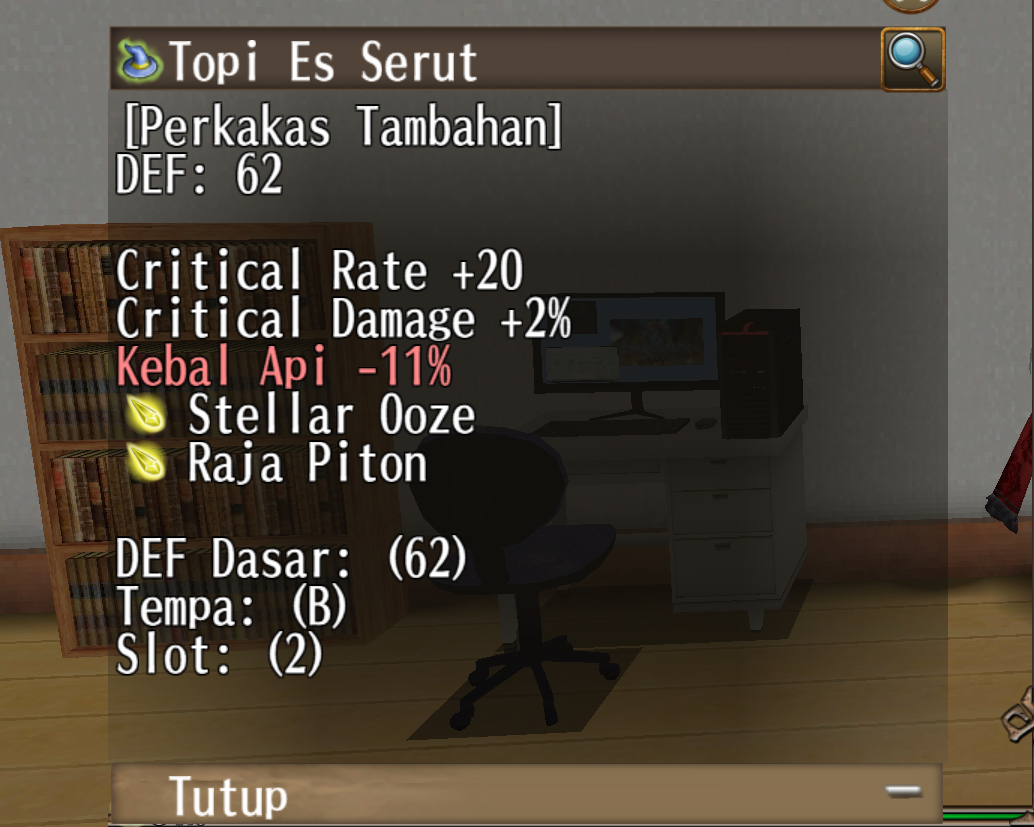 Topi Es Serut
[Perkakas Tambahan]
DEF: 62
Critical Rate +20
Critical Damage +2%
Kebal Api -11%
Stellar Ooze
Raja Piton
DEF Dasar: (62)
Tempa: (B)
Slot: (2)
Tutup